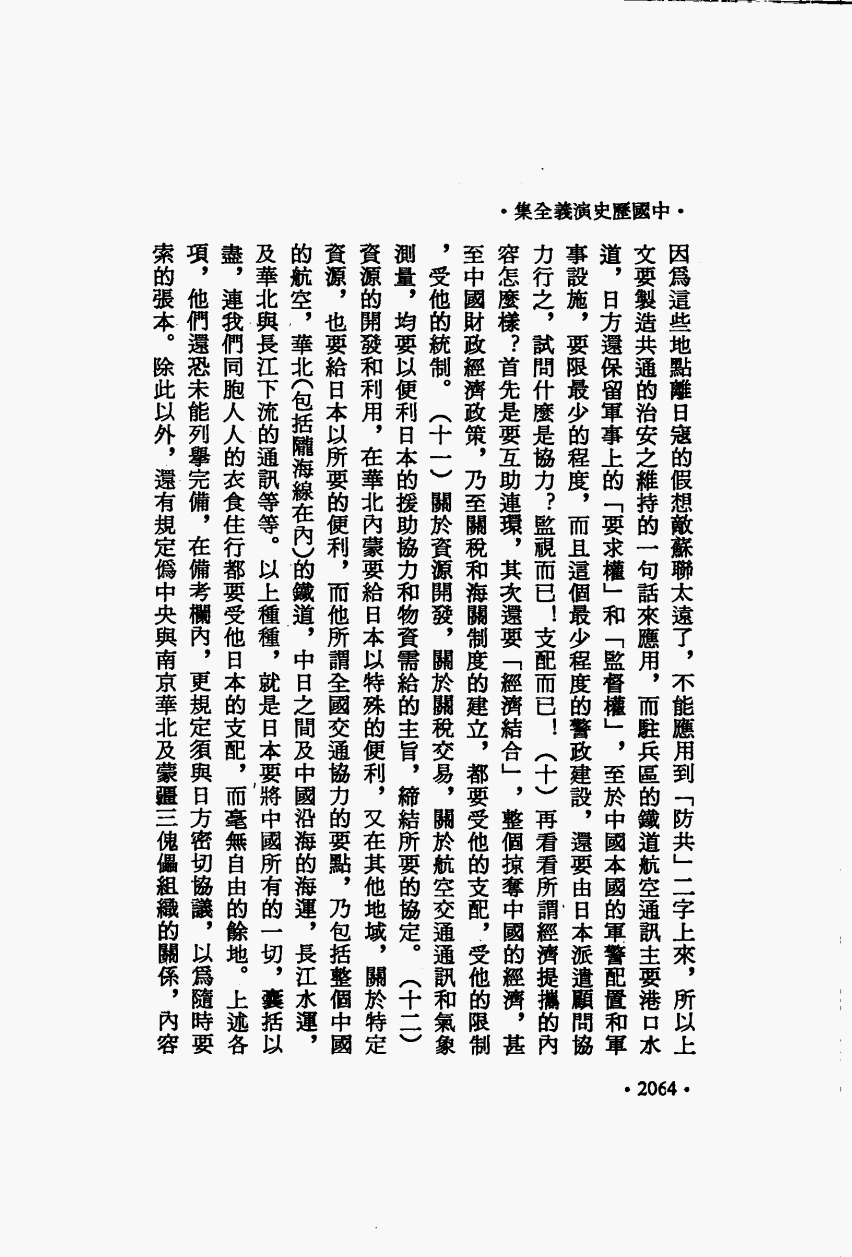 ·中國歷史演義全集·
因爲這些地點離日寇的假想敵蘇聯太遠了，不能應用到「防共」二字上來，所以上
文要製造共通的治安之維持的一句話來應用，而駐兵區的鐵道航空通訊主要港口水
道，日方還保留軍事上的「要求權」和「監督權」，至於中國本國的軍警配置和軍
事設施，要限最少的程度，而且這個最少程度的警政建設，還要由日本派遣顧問協
力行之，試問什麼是協力？監視而已！支配而已！（十）再看看所謂經濟提攜的內
容怎麼樣？首先是要互助連環，其次還要「經濟結合」，整個掠奪中國的經濟，甚
至中國財政經濟政策，乃至關稅和海關制度的建立，都要受他的支配，受他的限制
，受他的統制。（十一）關於資源開發，關於關稅交易，關於航空交通通訊和氣象
測量，均要以便利日本的援助協力和物資需給的主旨，締結所要的協定。（十二）
資源的開發和利用，在華北內蒙要給日本以特殊的便利，又在其他地域，關於特定
資源，也要給日本以所要的便利，而他所謂全國交通協力的要點，乃包括整個中國
的航空，華北（包括隴海線在內）的鐵道，中日之間及中國沿海的海運，長江水運，
及華北與長江下流的通訊等等。以上種種，就是日本要將中國所有的一切，囊括以
盡，連我們同胞人人的衣食住行都要受他日本的支配，而毫無自由的餘地。上述各
項，他們還恐未能列擧完備，在備考欄內，更規定須與日方密切協議，以爲隨時要
索的張本。除此以外，還有規定僞中央與南京華北及蒙疆三傀儡組織的關係，內容
·2064·